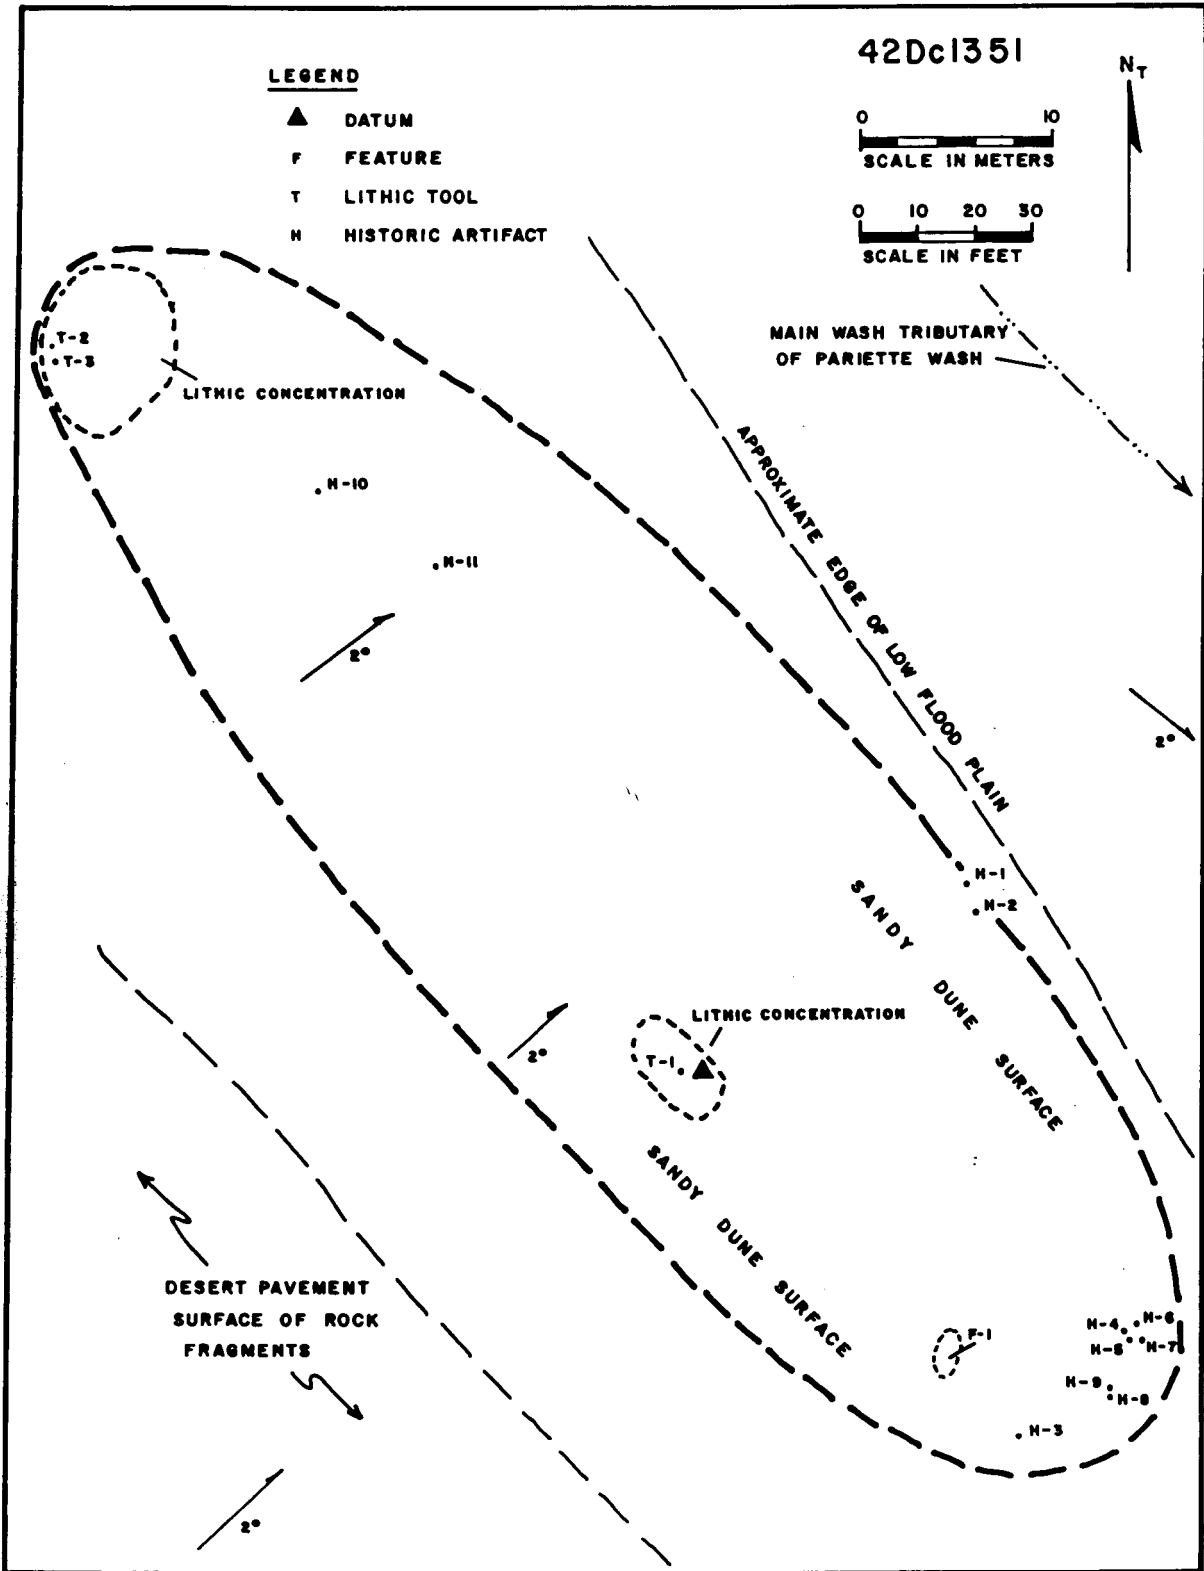 42Dc1351
N_T
LEGEND
▲ DATUM
F FEATURE
T LITHIC TOOL
H HISTORIC ARTIFACT
0 10
SCALE IN METERS
0 10 20 30
SCALE IN FEET
MAIN WASH TRIBUTARY
OF PARIETTE WASH
T-2
T-3
LITHIC CONCENTRATION
APPROXIMATE EDGE OF LOW FLOOD PLAIN
H-10
H-11
2°
2°
H-1
H-2
SANDY DUNE SURFACE
LITHIC CONCENTRATION
2°
T-1
SANDY DUNE SURFACE
DESERT PAVEMENT
SURFACE OF ROCK
FRAGMENTS
F-1
H-4
H-6
H-5
H-7
H-9
H-8
H-3
2°